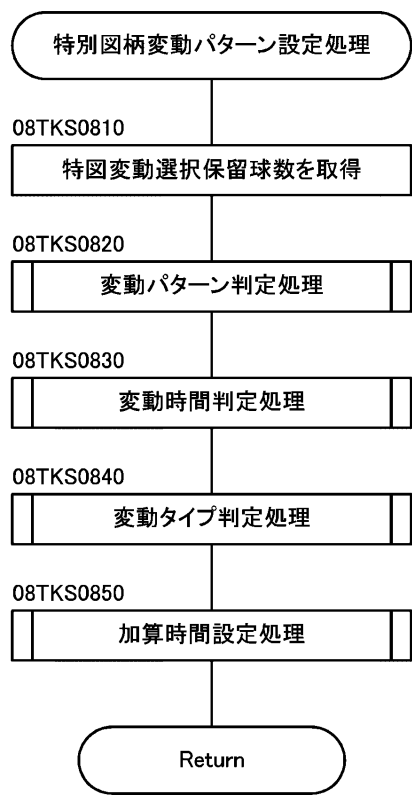 特別図柄変動パターン設定処理
08TKS0810
特図変動選択保留球数を取得
08TKS0820
変動パターン判定処理
08TKS0830
変動時間判定処理
08TKS0840
変動タイプ判定処理
08TKS0850
加算時間設定処理
Return